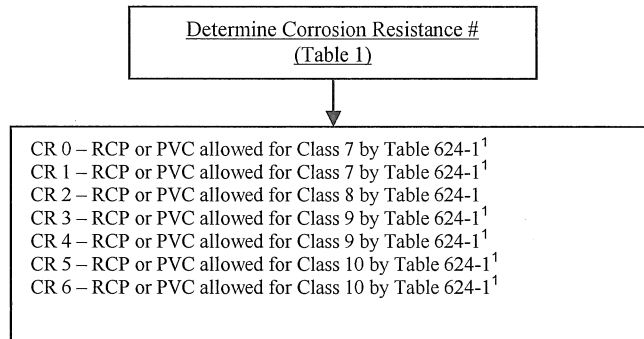 Determine Corrosion Resistance #
(Table 1)
CR 0 – RCP or PVC allowed for Class 7 by Table 624-1¹
CR 1 – RCP or PVC allowed for Class 7 by Table 624-1¹
CR 2 – RCP or PVC allowed for Class 8 by Table 624-1
CR 3 – RCP or PVC allowed for Class 9 by Table 624-1¹
CR 4 – RCP or PVC allowed for Class 9 by Table 624-1¹
CR 5 – RCP or PVC allowed for Class 10 by Table 624-1¹
CR 6 – RCP or PVC allowed for Class 10 by Table 624-1¹